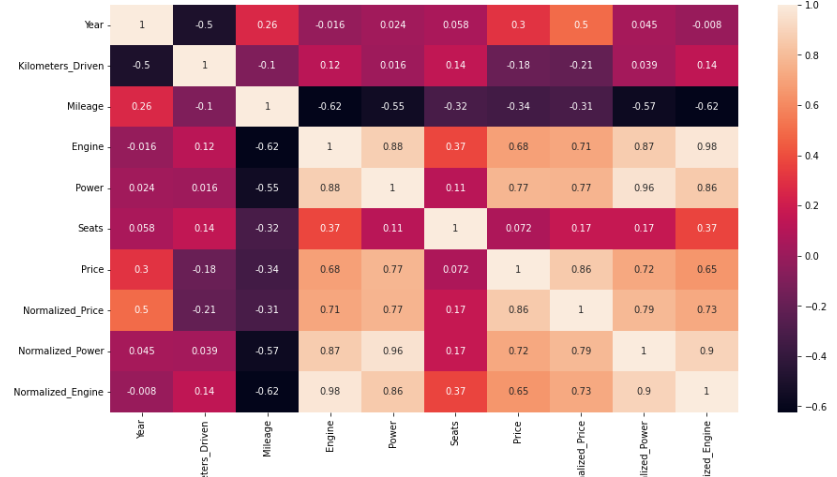 Year 1 -0.5 0.26 -0.016 0.024 0.058 0.3 0.5 0.045 -0.008
Kilometers_Driven -0.5 1 -0.1 0.12 0.016 0.14 -0.18 -0.21 0.039 0.14
Mileage 0.26 -0.1 1 -0.62 -0.55 -0.32 -0.34 -0.31 -0.57 -0.62
Engine -0.016 0.12 -0.62 1 0.88 0.37 0.68 0.71 0.87 0.98
Power 0.024 0.016 -0.55 0.88 1 0.11 0.77 0.77 0.96 0.86
Seats 0.058 0.14 -0.32 0.37 0.11 1 0.072 0.17 0.17 0.37
Price 0.3 -0.18 -0.34 0.68 0.77 0.072 1 0.86 0.72 0.65
Normalized_Price 0.5 -0.21 -0.31 0.71 0.77 0.17 0.86 1 0.79 0.73
Normalized_Power 0.045 0.039 -0.57 0.87 0.96 0.17 0.72 0.79 1 0.9
Normalized_Engine -0.008 0.14 -0.62 0.98 0.86 0.37 0.65 0.73 0.9 1
Year
eters_Driven
Mileage
Engine
Power
Seats
Price
nalized_Price
alized_Power
ized_Engine
1.0
0.8
0.6
0.4
0.2
0.0
−0.2
−0.4
−0.6